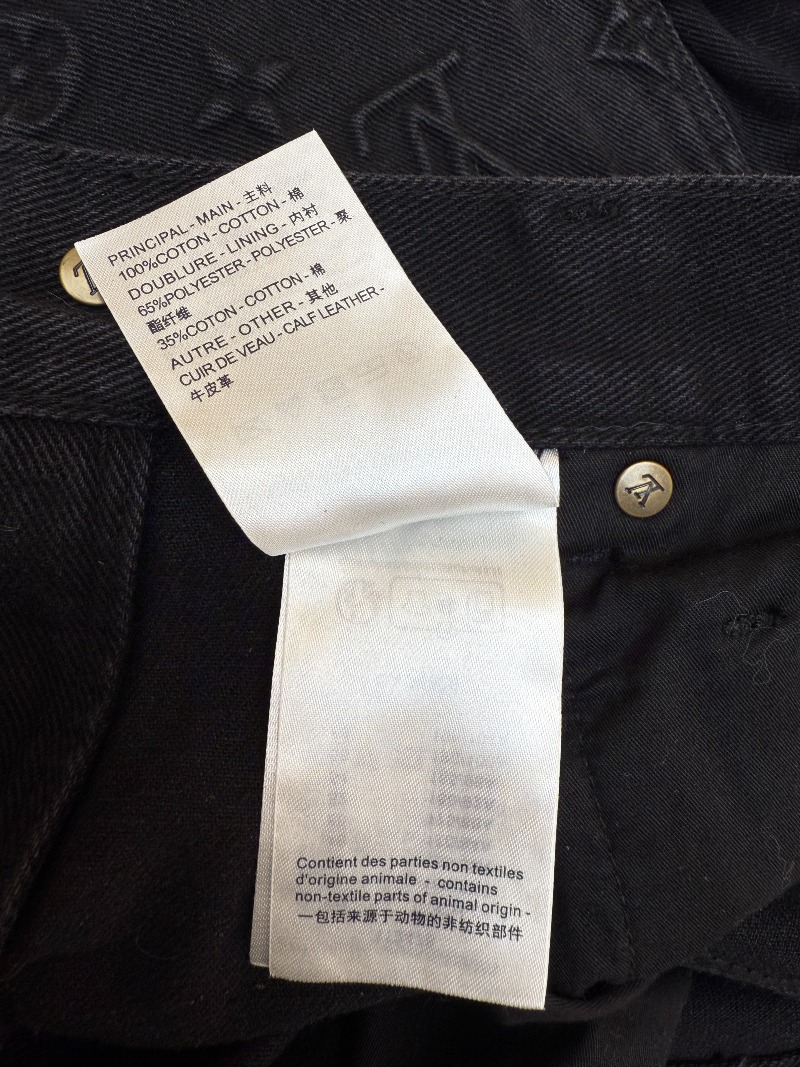 PRINCIPAL - MAIN - 主料
100%COTON - COTTON - 棉
DOUBLURE - LINING - 内衬
65%POLYESTER - POLYESTER - 聚
酯纤维
35%COTON - COTTON - 棉
AUTRE - OTHER - 其他
CUIR DE VEAU - CALF LEATHER -
牛皮革
Contient des parties non textiles
d'origine animale - contains
non-textile parts of animal origin -
一包括来源于动物的非纺织部件